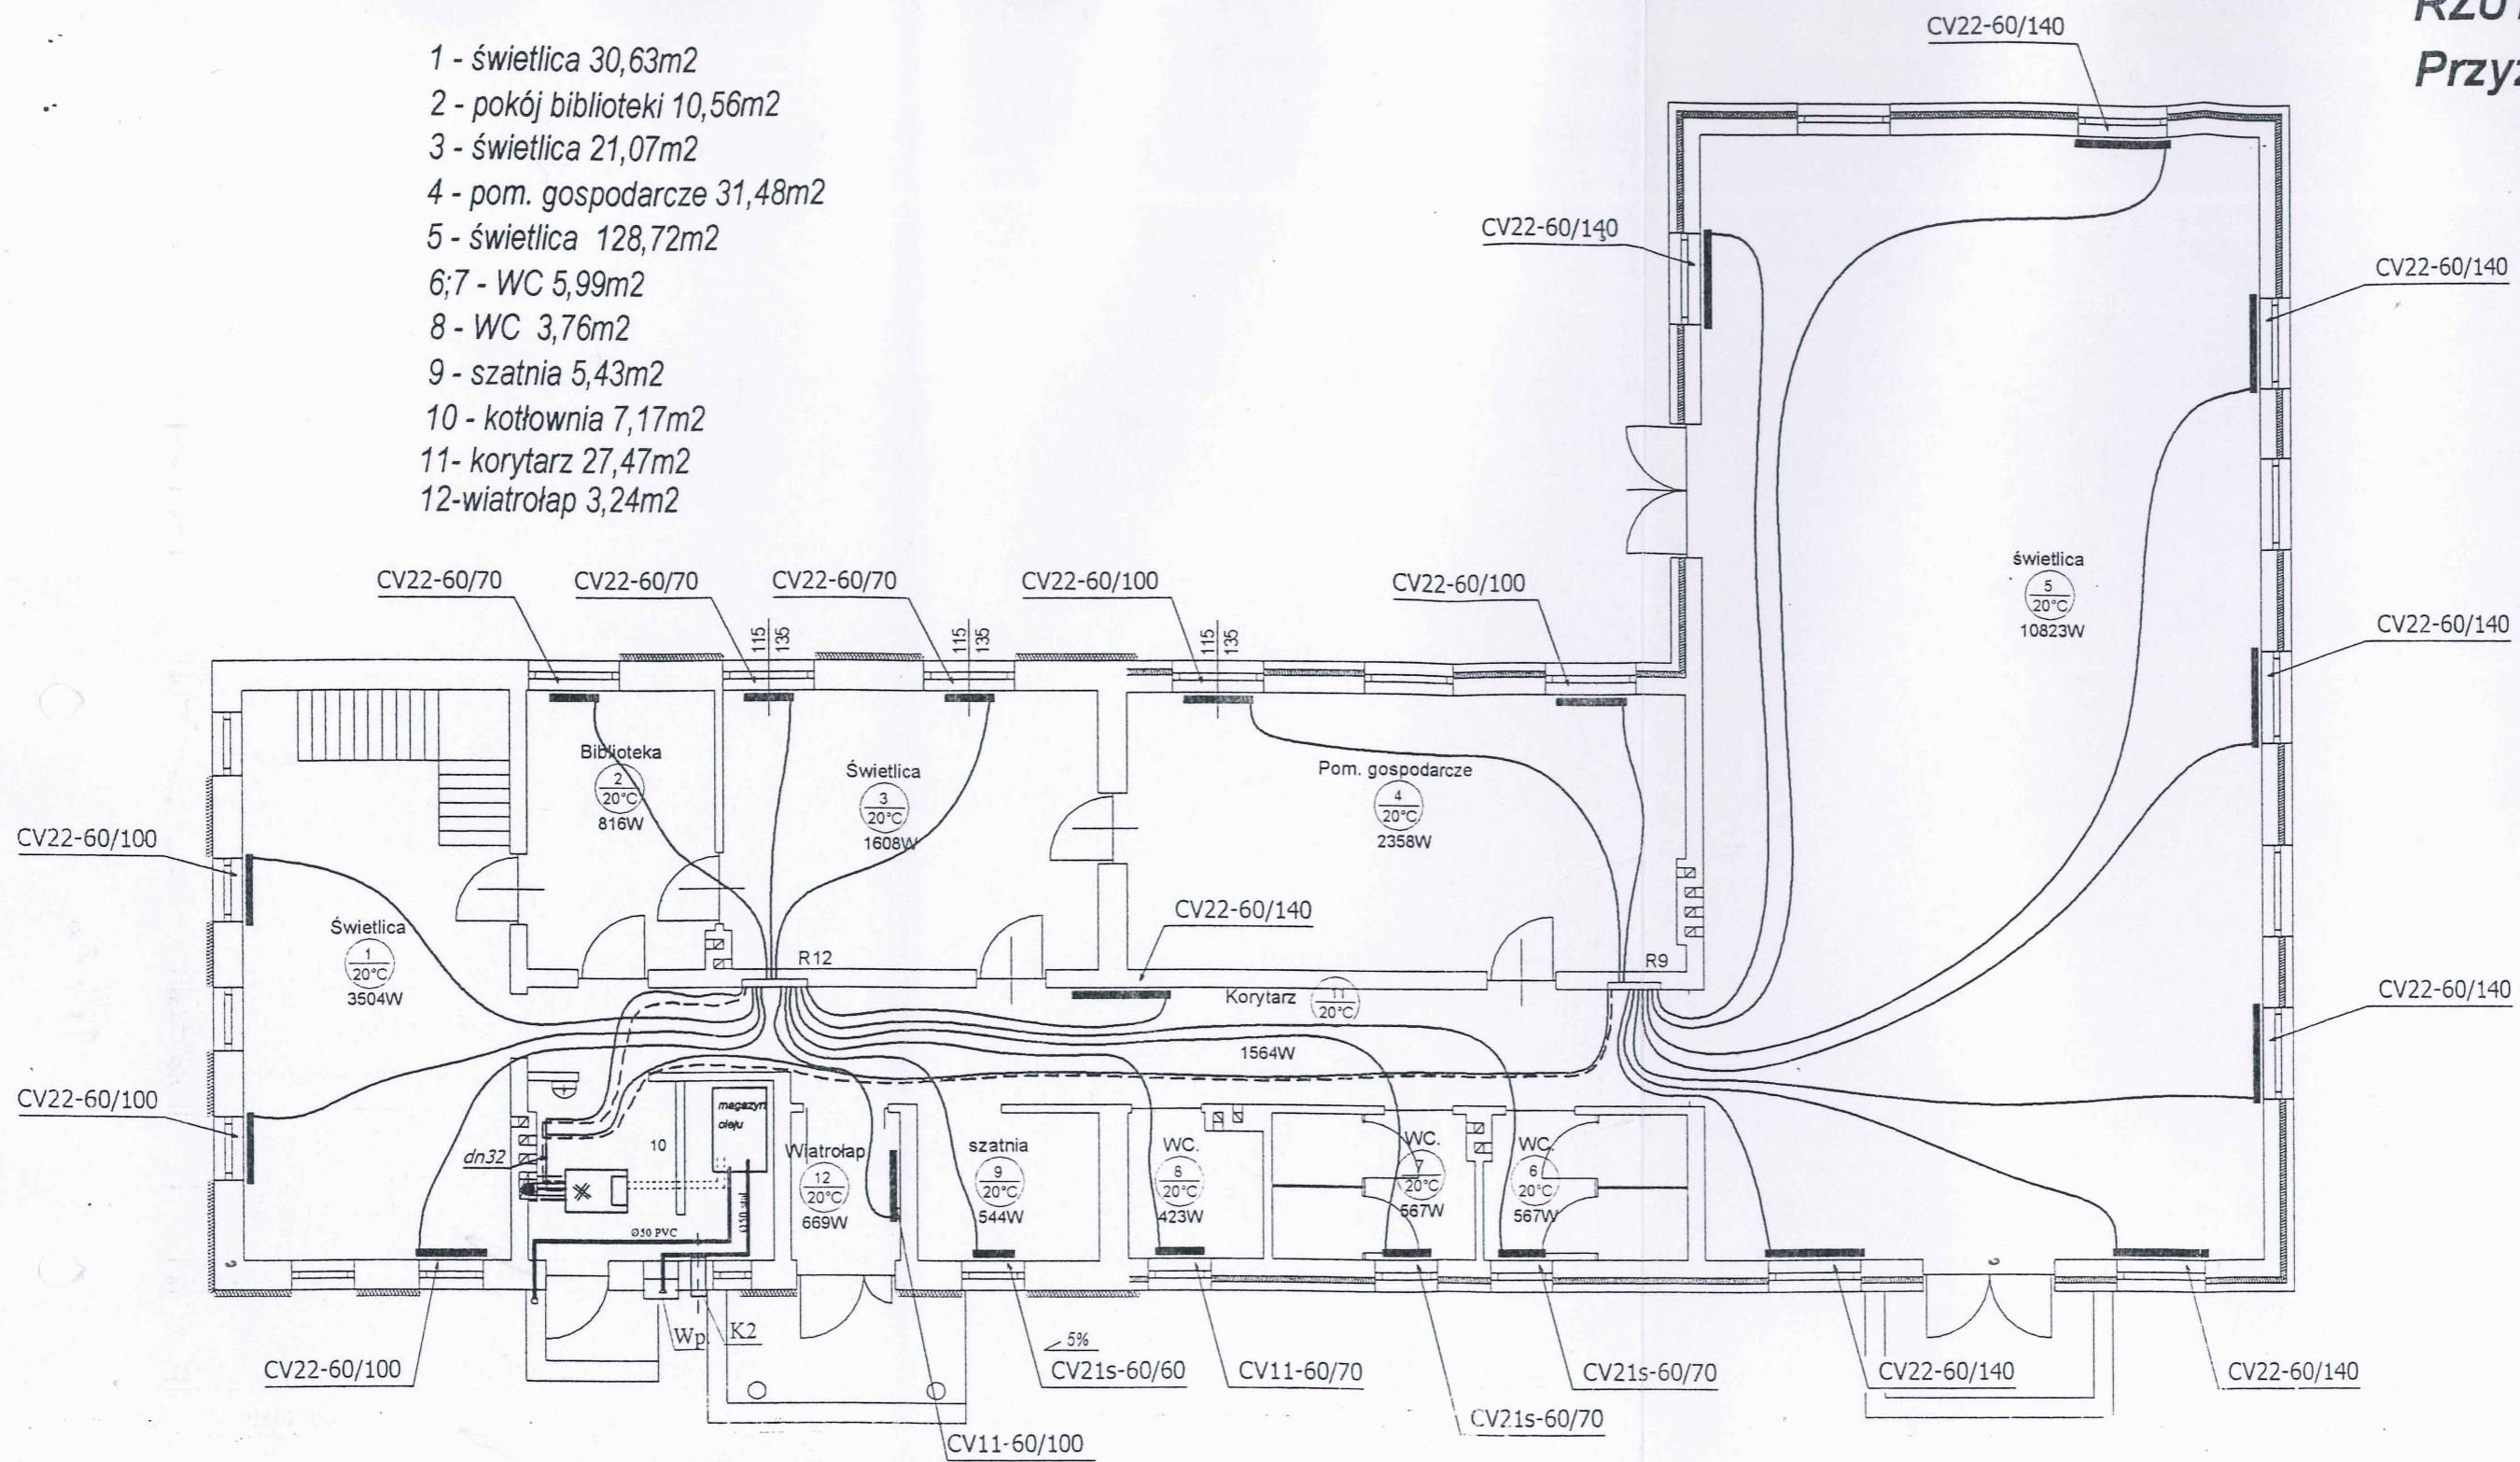 Przyz
1 - świetlica 30,63m2
2 - pokój biblioteki 10,56m2
3 - świetlica 21,07m2
4 - pom. gospodarcze 31,48m2
5 - świetlica 128,72m2
6;7 - WC 5,99m2
8 - WC 3,76m2
9 - szatnia 5,43m2
10 - kotłownia 7,17m2
11- korytarz 27,47m2
12-wiatrołap 3,24m2
CV22-60/140
CV22-60/140
CV22-60/140
świetlica
5
20°C
10823W
CV22-60/70
CV22-60/70
CV22-60/70
CV22-60/100
CV22-60/100
CV22-60/140
115
135
115
135
115
135
Biblioteka
2
20°C
816W
Świetlica
3
20°C
1608W
Pom. gospodarcze
4
20°C
2358W
CV22-60/100
CV22-60/140
Świetlica
1
20°C
3504W
R12
R9
Korytarz
11
20°C
1564W
CV22-60/140
CV22-60/100
magazyn
oleju
10
dn32
Ø50 PVC
Wiatrołap
12
20°C
669W
szatnia
9
20°C
544W
WC.
8
20°C
423W
WC.
7
20°C
567W
WC.
6
20°C
567W
Wp
K2
5%
CV22-60/100
CV21s-60/60
CV11-60/70
CV21s-60/70
CV22-60/140
CV22-60/140
CV21s-60/70
CV11-60/100